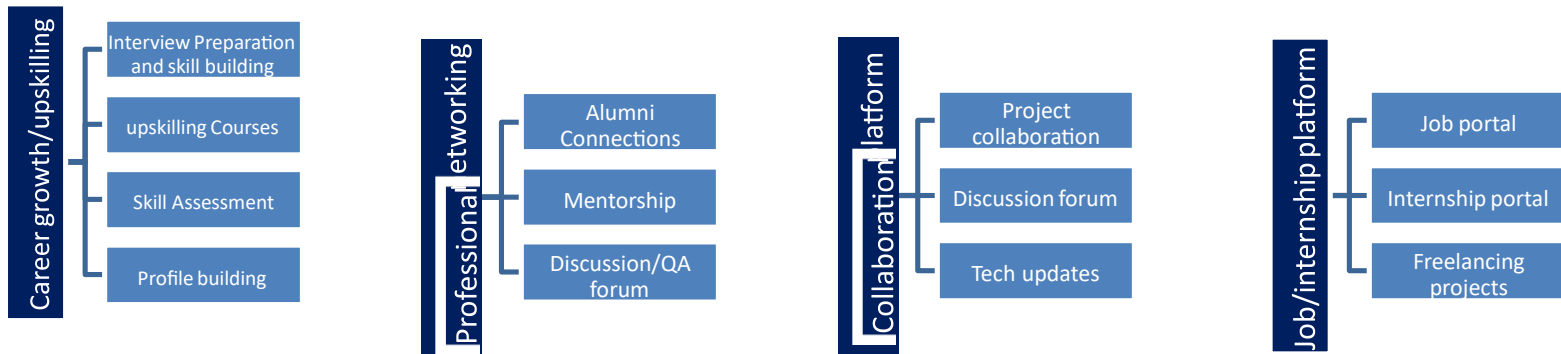 Career growth/upskilling
Interview Preparation
and skill building
upskilling Courses
Skill Assessment
Profile building
Professional etworking
Alumni
Connections
Mentorship
Discussion/QA
forum
Collaboration platform
Project
collaboration
Discussion forum
Tech updates
Job/internship platform
Job portal
Internship portal
Freelancing
projects